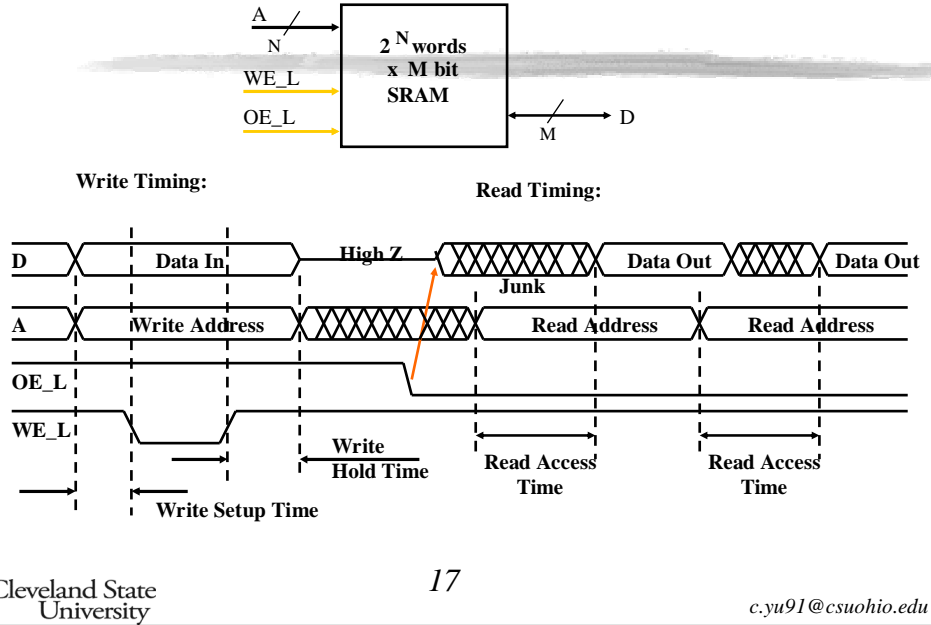 A
N
2 N words
x M bit
SRAM
WE_L
OE_L
D
M
Write Timing:
Read Timing:
D
Data In
High Z
Junk
Data Out
Data Out
A
Write Address
Read Address
Read Address
OE_L
WE_L
Write
Hold Time
Read Access
Time
Read Access
Time
Write Setup Time
Cleveland State
University
17
c.yu91@csuohio.edu